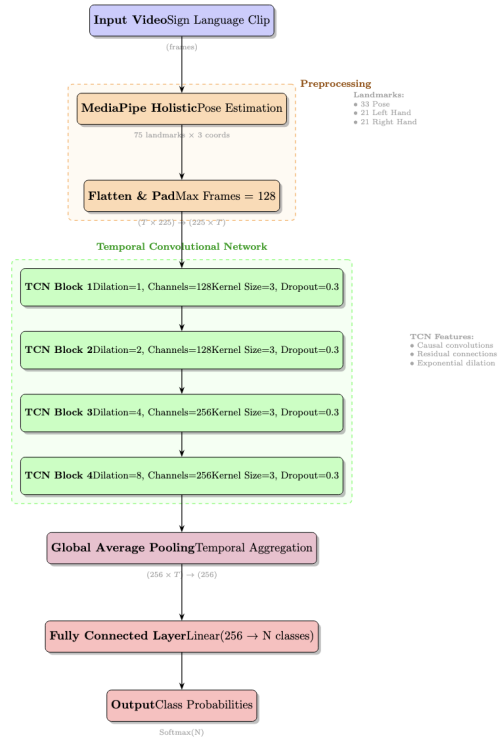 Input VideoSign Language Clip
(frames)
Preprocessing
MediaPipe HolisticPose Estimation
Landmarks:
• 33 Pose
• 21 Left Hand
• 21 Right Hand
75 landmarks × 3 coords
Flatten & PadMax Frames = 128
(T × 225) → (225 × T)
Temporal Convolutional Network
TCN Block 1Dilation=1, Channels=128Kernel Size=3, Dropout=0.3
TCN Block 2Dilation=2, Channels=128Kernel Size=3, Dropout=0.3
TCN Features:
• Causal convolutions
• Residual connections
• Exponential dilation
TCN Block 3Dilation=4, Channels=256Kernel Size=3, Dropout=0.3
TCN Block 4Dilation=8, Channels=256Kernel Size=3, Dropout=0.3
Global Average PoolingTemporal Aggregation
(256 × T) → (256)
Fully Connected LayerLinear(256 → N classes)
OutputClass Probabilities
Softmax(N)